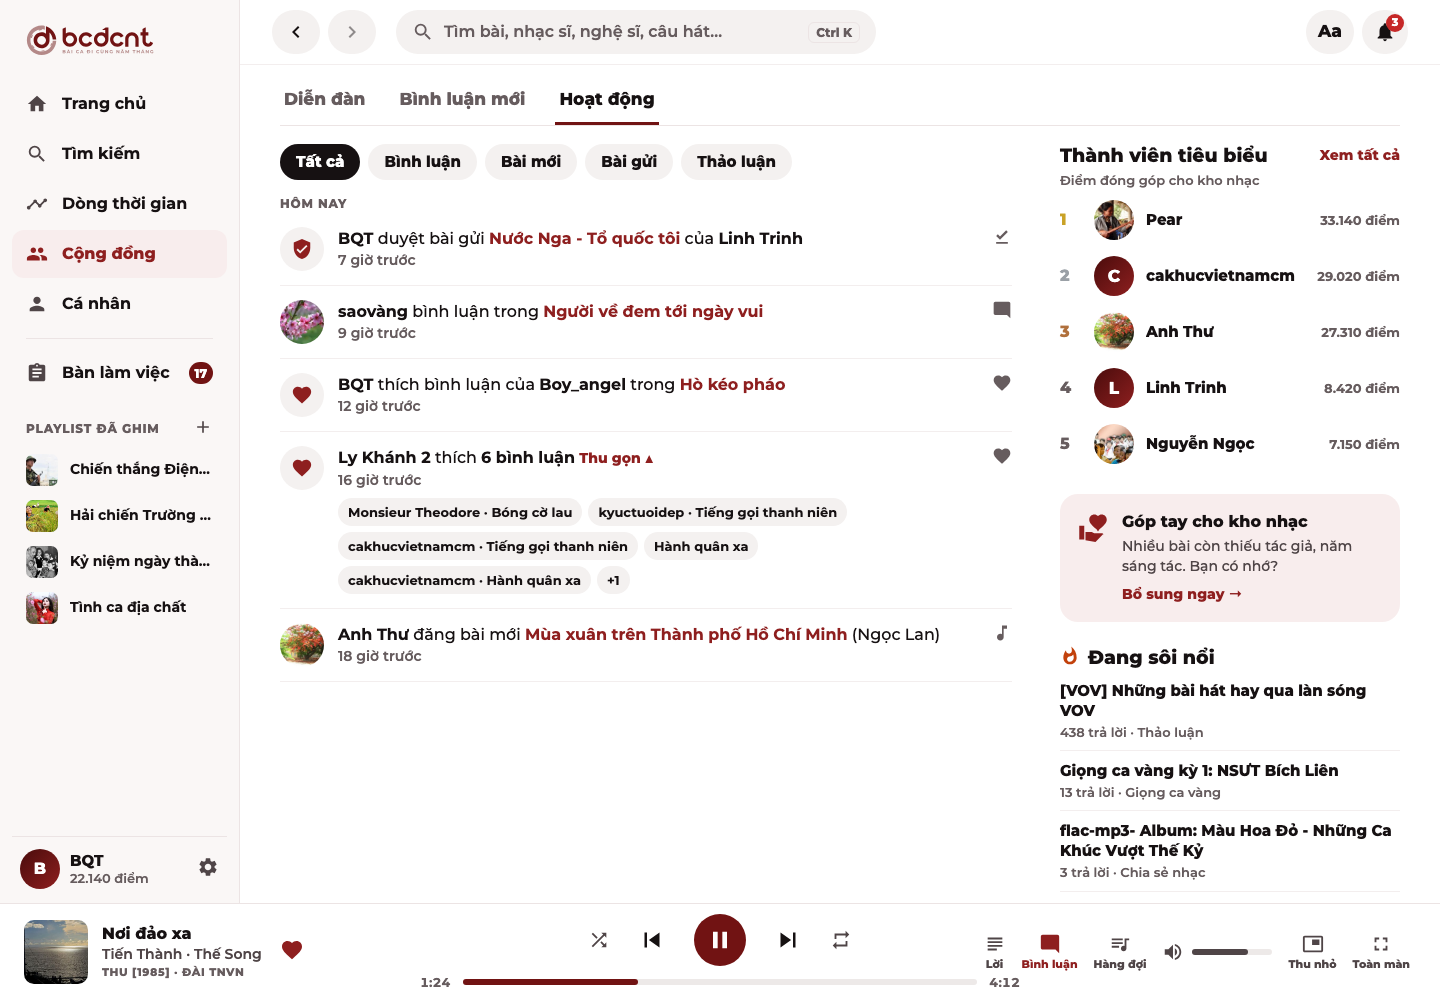 bcdcnt
BÀI CA ĐI CÙNG NĂM THÁNG
Trang chủ
Tìm kiếm
Dòng thời gian
Cộng đồng
Cá nhân
Bàn làm việc 17
PLAYLIST ĐÃ GHIM
Chiến thắng Điện...
Hải chiến Trường ...
Kỷ niệm ngày thà...
Tình ca địa chất
B
BQT
22.140 điểm
Tìm bài, nhạc sĩ, nghệ sĩ, câu hát...
Ctrl K
Aa
3
Diễn đàn
Bình luận mới
Hoạt động
Tất cả
Bình luận
Bài mới
Bài gửi
Thảo luận
HÔM NAY
BQT duyệt bài gửi Nước Nga - Tổ quốc tôi của Linh Trinh
7 giờ trước
saovàng bình luận trong Người về đem tới ngày vui
9 giờ trước
BQT thích bình luận của Boy_angel trong Hò kéo pháo
12 giờ trước
Ly Khánh 2 thích 6 bình luận Thu gọn ▴
16 giờ trước
Monsieur Theodore · Bóng cờ lau
kyuctuoidep · Tiếng gọi thanh niên
cakhucvietnamcm · Tiếng gọi thanh niên
Hành quân xa
cakhucvietnamcm · Hành quân xa
+1
Anh Thư đăng bài mới Mùa xuân trên Thành phố Hồ Chí Minh (Ngọc Lan)
18 giờ trước
Thành viên tiêu biểu
Xem tất cả
Điểm đóng góp cho kho nhạc
1 Pear 33.140 điểm
2 C cakhucvietnamcm 29.020 điểm
3 Anh Thư 27.310 điểm
4 L Linh Trinh 8.420 điểm
5 Nguyễn Ngọc 7.150 điểm
Góp tay cho kho nhạc
Nhiều bài còn thiếu tác giả, năm
sáng tác. Bạn có nhớ?
Bổ sung ngay →
Đang sôi nổi
[VOV] Những bài hát hay qua làn sóng
VOV
438 trả lời · Thảo luận
Giọng ca vàng kỳ 1: NSƯT Bích Liên
13 trả lời · Giọng ca vàng
flac-mp3- Album: Màu Hoa Đỏ - Những Ca
Khúc Vượt Thế Kỷ
3 trả lời · Chia sẻ nhạc
Nơi đảo xa
Tiến Thành · Thế Song
THU [1985] · ĐÀI TNVN
1:24
4:12
Lời
Bình luận
Hàng đợi
Thu nhỏ
Toàn màn